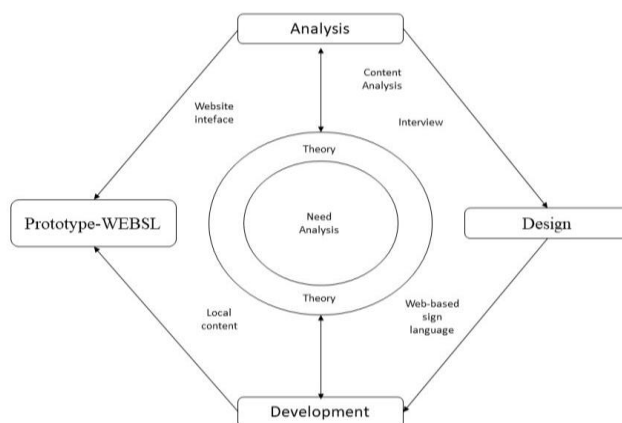 Analysis
Content
Analysis
Website
inteface
Interview
Theory
Need
Analysis
Prototype-WEBSL
Design
Theory
Local
content
Web-based
sign
language
Development